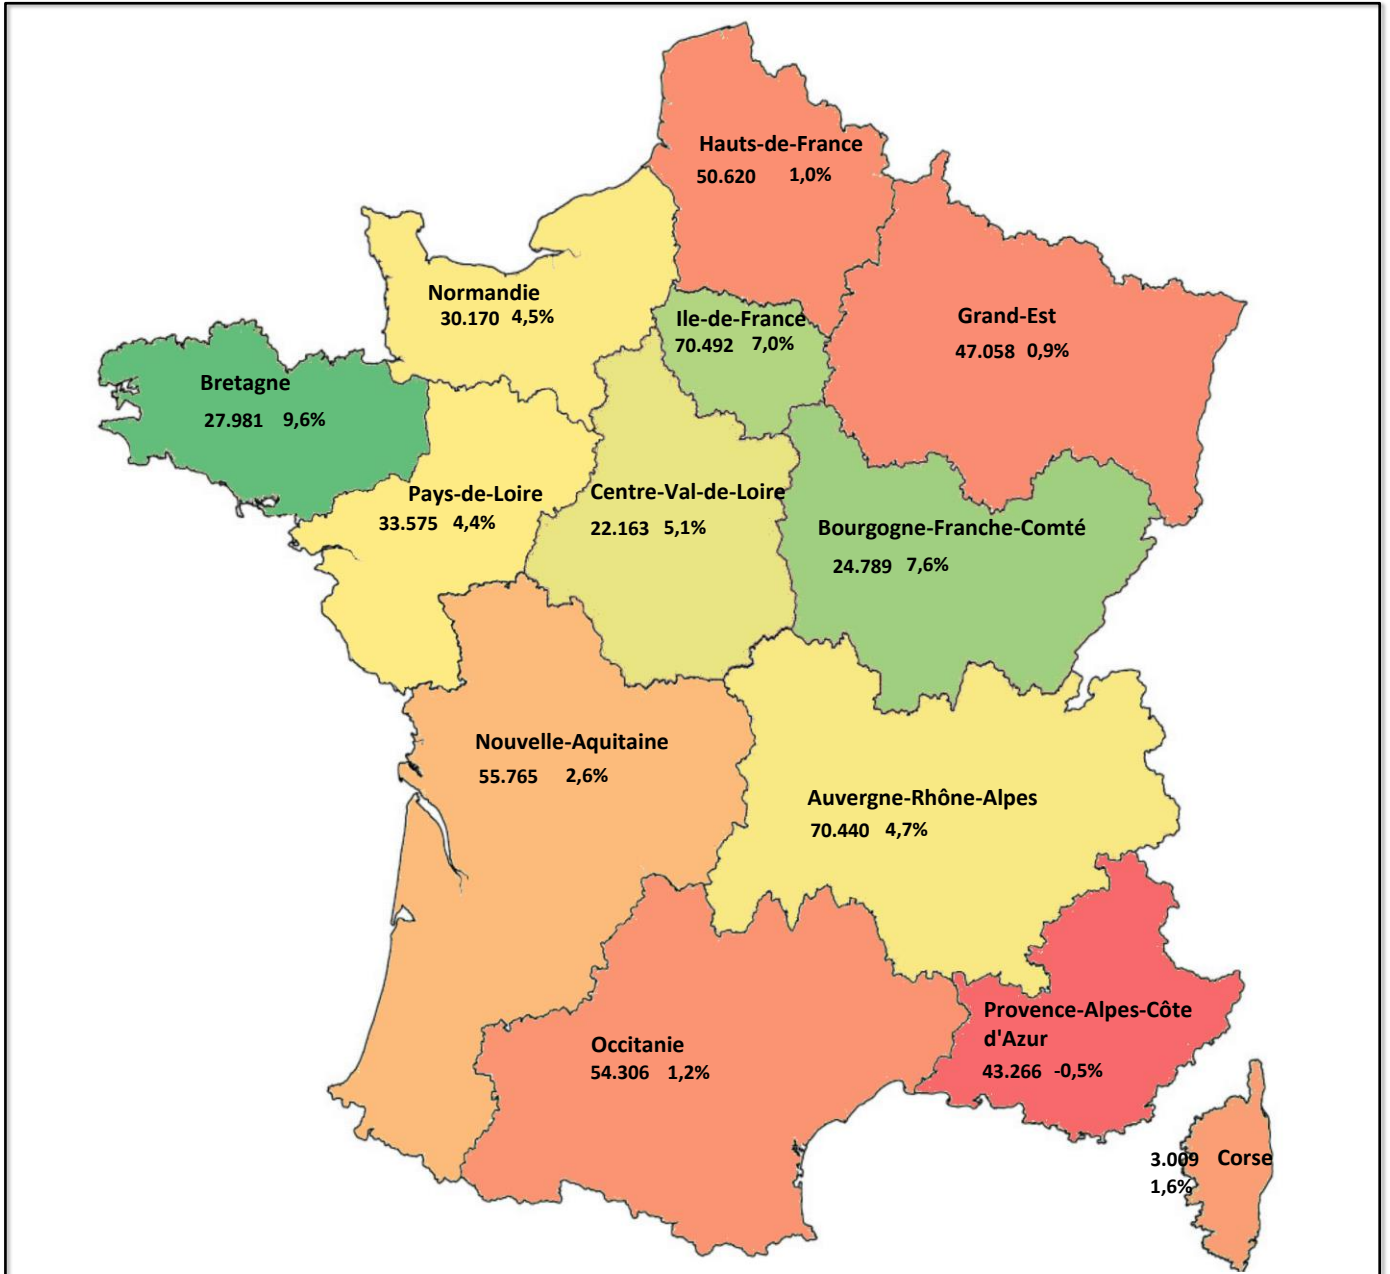 Hauts-de-France
50.620 1,0%
Normandie
30.170 4,5%
Ile-de-France
70.492 7,0%
Grand-Est
47.058 0,9%
Bretagne
27.981 9,6%
Pays-de-Loire
33.575 4,4%
Centre-Val-de-Loire
22.163 5,1%
Bourgogne-Franche-Comté
24.789 7,6%
Nouvelle-Aquitaine
55.765 2,6%
Auvergne-Rhône-Alpes
70.440 4,7%
Provence-Alpes-Côte
d'Azur
43.266 -0,5%
Occitanie
54.306 1,2%
3.009 Corse
1,6%